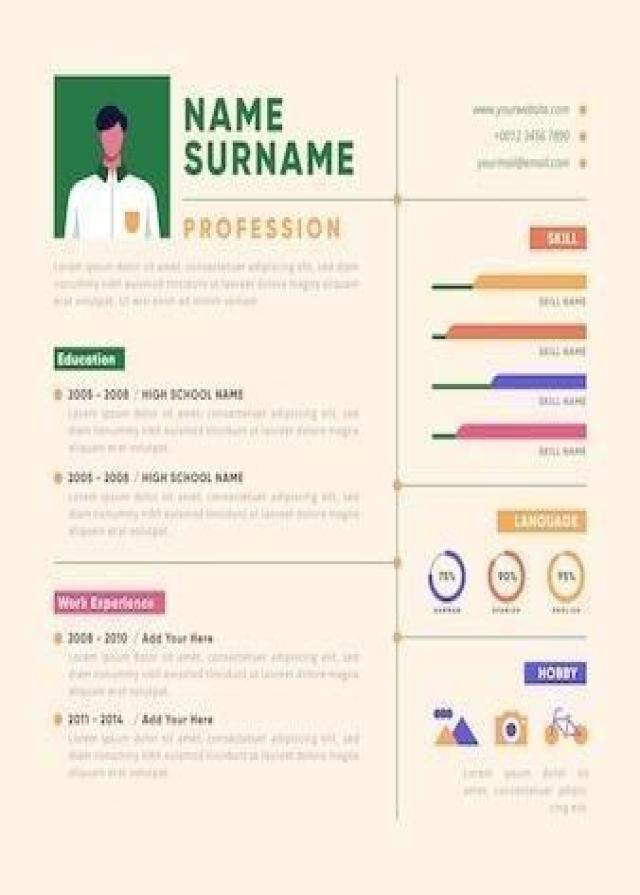 NAME
SURNAME
PROFESSION
Lorem ipsum dolor sit amet, consectetuer adipiscing elit, sed diam
nonummy nibh euismod tincidunt ut laoreet dolore magna aliquam
erat volutpat. Ut wisi enim ad minim veniam
Education
2005 - 2008 / HIGH SCHOOL NAME
Lorem ipsum dolor sit amet, consectetuer adipiscing elit, sed
diam nonummy nibh euismod tincidunt ut laoreet dolore magna
aliquam erat volutpat.
2005 - 2008 / HIGH SCHOOL NAME
Lorem ipsum dolor sit amet, consectetuer adipiscing elit, sed
diam nonummy nibh euismod tincidunt ut laoreet dolore magna
aliquam erat volutpat.
Work Experience
2008 - 2010 / Add Your Here
Lorem ipsum dolor sit amet, consectetuer adipiscing elit, sed
diam nonummy nibh euismod tincidunt ut laoreet dolore magna
aliquam erat volutpat.
2011 - 2014 / Add Your Here
Lorem ipsum dolor sit amet, consectetuer adipiscing elit, sed
diam nonummy nibh euismod tincidunt ut laoreet dolore magna
aliquam erat volutpat.
www.yourwebsite.com
+0012 3456 7890
yourmail@email.com
SKILL
SKILL NAME
SKILL NAME
SKILL NAME
SKILL NAME
LANGUAGE
75% 90% 95%
GERMAN SPANISH ENGLISH
HOBBY
Lorem ipsum dolor sit
amet, consectetuer adipis
cing elit